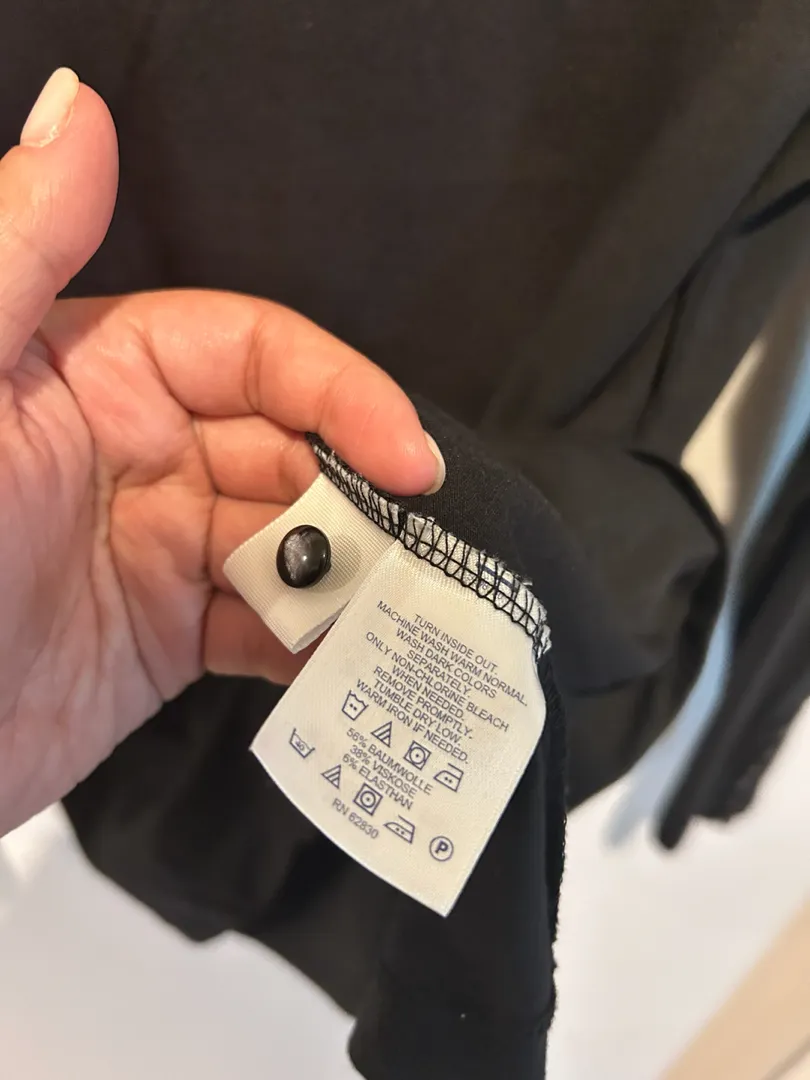 TURN INSIDE OUT.
MACHINE WASH WARM NORMAL.
WASH DARK COLORS
SEPARATELY.
ONLY NON-CHLORINE BLEACH
WHEN NEEDED.
REMOVE PROMPTLY.
TUMBLE DRY LOW.
WARM IRON IF NEEDED.
56% BAUMWOLLE
38% VISKOSE
6% ELASTHAN
40
P
RN 62830